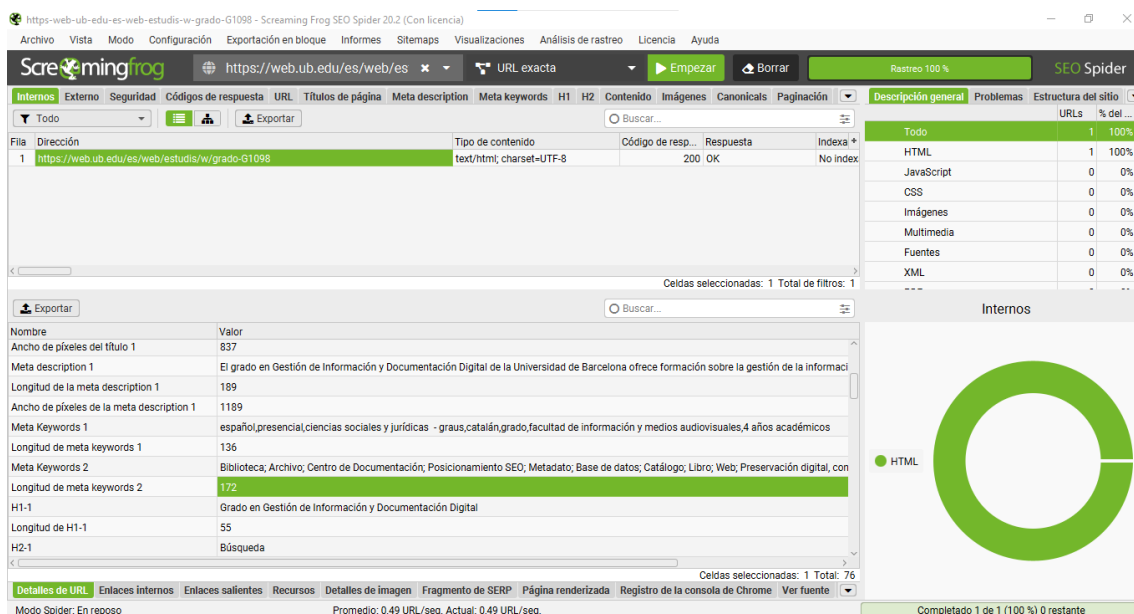 https-web-ub-edu-es-web-estudis-w-grado-G1098 - Screaming Frog SEO Spider 20.2 (Con licencia)
Archivo Vista Modo Configuración Exportación en bloque Informes Sitemaps Visualizaciones Análisis de rastreo Licencia Ayuda
Screamingfrog https://web.ub.edu/es/web/es URL exacta Empezar Borrar Rastreo 100 % SEO Spider
Internos Externo Seguridad Códigos de respuesta URL Títulos de página Meta description Meta keywords H1 H2 Contenido Imágenes Canonicals Paginación Descripción general Problemas Estructura del sitio
Todo Exportar Buscar... URLs % del ...
Todo 1 100%
Fila Dirección Tipo de contenido Código de resp... Respuesta Indexa
1 https://web.ub.edu/es/web/estudis/w/grado-G1098 text/html; charset=UTF-8 200 OK No index
HTML 1 100%
JavaScript 0 0%
CSS 0 0%
Imágenes 0 0%
Multimedia 0 0%
Fuentes 0 0%
XML 0 0%
Celdas seleccionadas: 1 Total de filtros: 1
Exportar Buscar... Internos
Nombre Valor
Ancho de píxeles del título 1 837
Meta description 1 El grado en Gestión de Información y Documentación Digital de la Universidad de Barcelona ofrece formación sobre la gestión de la informaci
Longitud de la meta description 1 189
Ancho de píxeles de la meta description 1 1189
Meta Keywords 1 español,presencial,ciencias sociales y jurídicas - graus,catalán,grado,facultad de información y medios audiovisuales,4 años académicos
Longitud de meta keywords 1 136
Meta Keywords 2 Biblioteca; Archivo; Centro de Documentación; Posicionamiento SEO; Metadato; Base de datos; Catálogo; Libro; Web; Preservación digital, con
HTML
Longitud de meta keywords 2 172
H1-1 Grado en Gestión de Información y Documentación Digital
Longitud de H1-1 55
H2-1 Búsqueda
Celdas seleccionadas: 1 Total: 76
Detalles de URL Enlaces internos Enlaces salientes Recursos Detalles de imagen Fragmento de SERP Página renderizada Registro de la consola de Chrome Ver fuente
Modo Spider: En reposo Promedio: 0,49 URL/seg. Actual: 0,49 URL/seg. Completado 1 de 1 (100 %) 0 restante